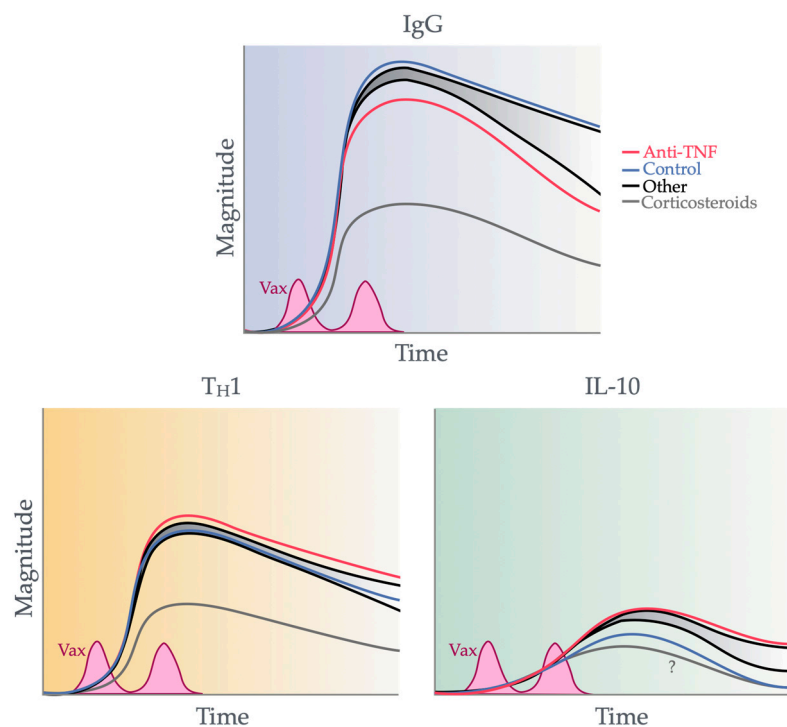 IgG
Magnitude
Vax
Time
Anti-TNF
Control
Other
Corticosteroids
TH1
Magnitude
Vax
Time
IL-10
Vax
?
Time